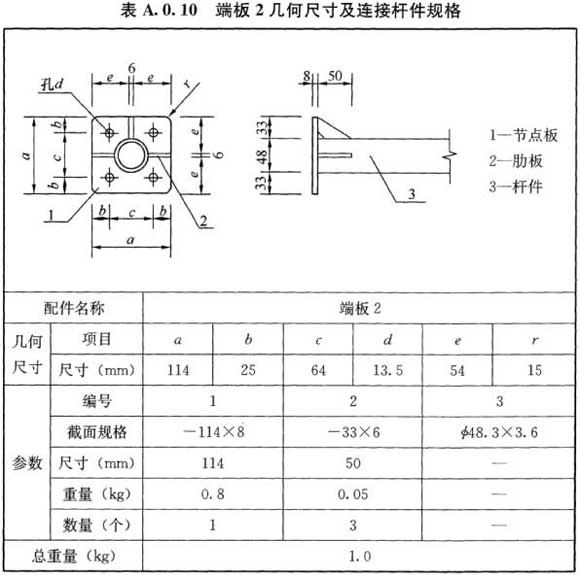 表 A.0.10 端板 2 几何尺寸及连接杆件规格
6
e e r
孔d
b
a c
b
e
6
e
1
b c b
2
a
8 50
33
48
33
3
1—节点板
2—肋板
3—杆件
配件名称 端板 2
几何尺寸 项目 a b c d e r
尺寸（mm） 114 25 64 13.5 54 15
参数 编号 1 2 3
截面规格 －114×8 －33×6 ϕ48.3×3.6
尺寸（mm） 114 50 —
重量（kg） 0.8 0.05 —
数量（个） 1 3 —
总重量（kg） 1.0